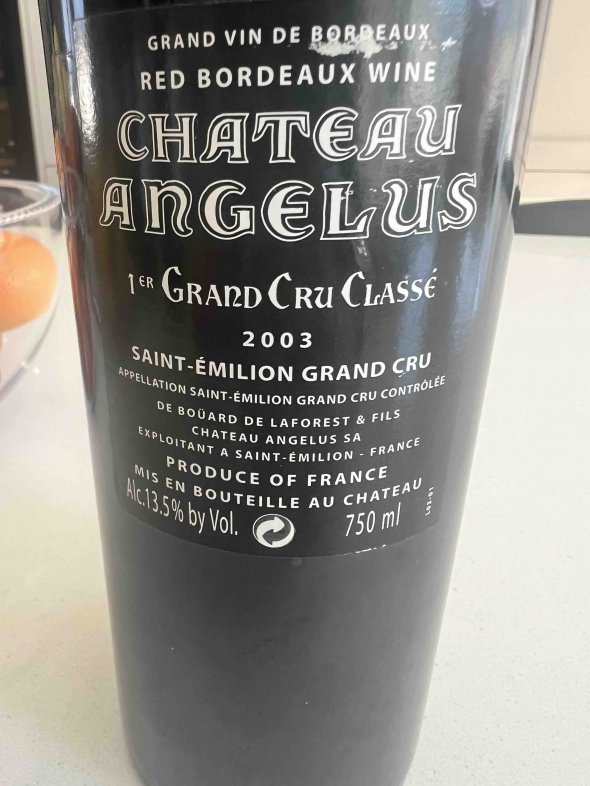 GRAND VIN DE BORDEAUX
RED BORDEAUX WINE
CHATEAU
ANGELUS
1ER GRAND CRU CLASSÉ
2003
SAINT-ÉMILION GRAND CRU
APPELLATION SAINT-ÉMILION GRAND CRU CONTRÔLÉE
DE BOÜARD DE LAFOREST & FILS
CHATEAU ANGELUS SA
EXPLOITANT A SAINT-ÉMILION - FRANCE
PRODUCE OF FRANCE
MIS EN BOUTEILLE AU CHATEAU
Alc.13.5% by Vol. 750 ml